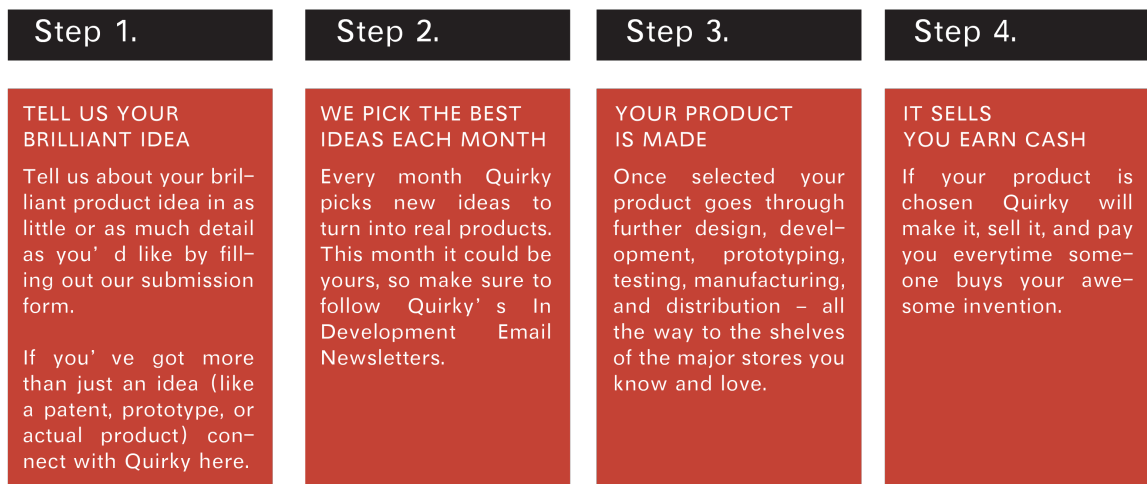 Step 1.
TELL US YOUR
BRILLIANT IDEA
Tell us about your bril–
liant product idea in as
little or as much detail
as you’ d like by fill–
ing out our submission
form.
If you’ ve got more
than just an idea (like
a patent, prototype, or
actual product) con–
nect with Quirky here.
Step 2.
WE PICK THE BEST
IDEAS EACH MONTH
Every month Quirky
picks new ideas to
turn into real products.
This month it could be
yours, so make sure to
follow Quirky’ s In
Development Email
Newsletters.
Step 3.
YOUR PRODUCT
IS MADE
Once selected your
product goes through
further design, devel–
opment, prototyping,
testing, manufacturing,
and distribution – all
the way to the shelves
of the major stores you
know and love.
Step 4.
IT SELLS
YOU EARN CASH
If your product is
chosen Quirky will
make it, sell it, and pay
you everytime some–
one buys your awe–
some invention.